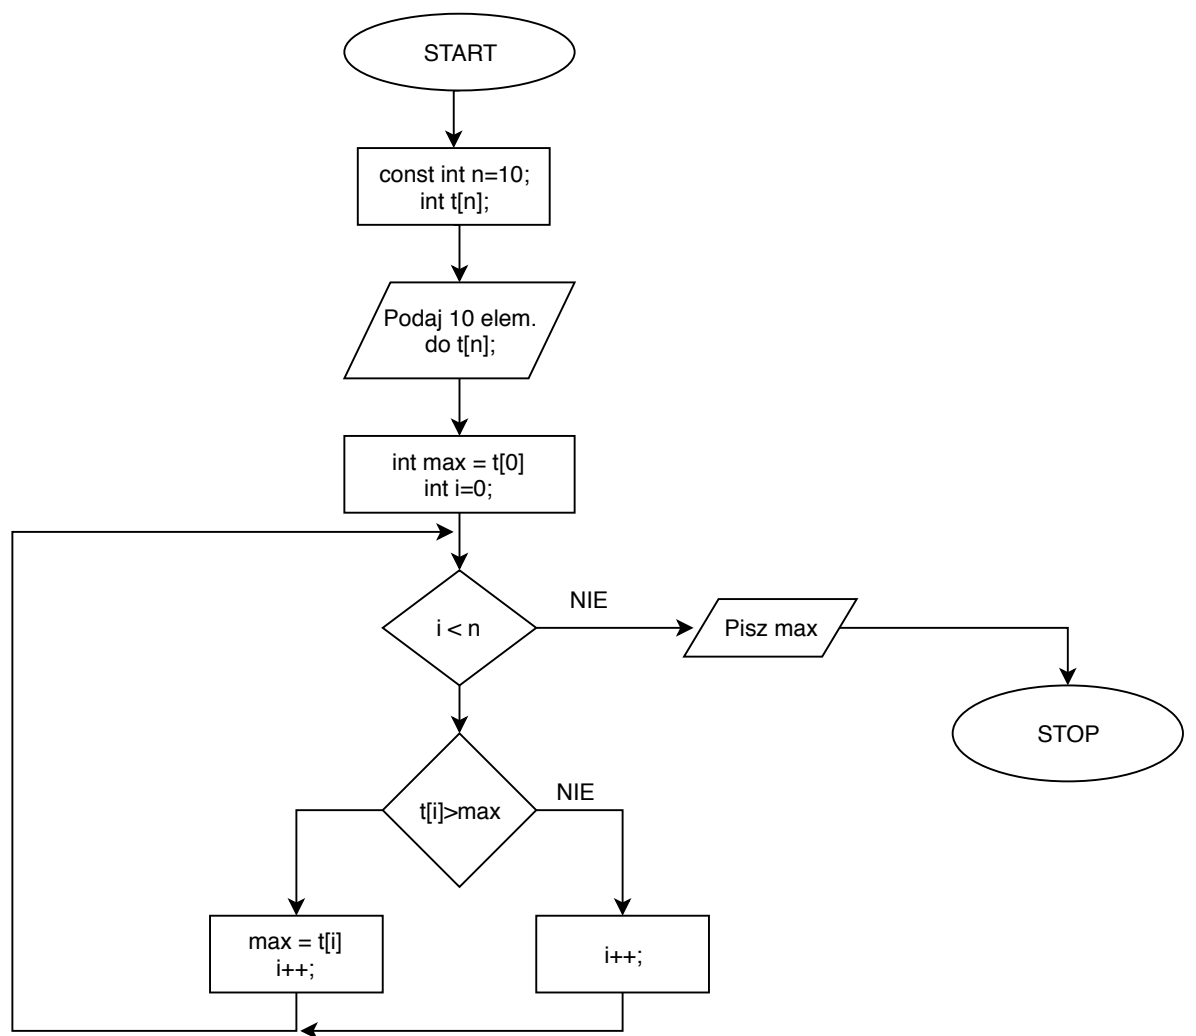 START
const int n=10;
int t[n];
Podaj 10 elem.
do t[n];
int max = t[0]
int i=0;
i < n
NIE
Pisz max
STOP
t[i]>max
NIE
max = t[i]
i++;
i++;